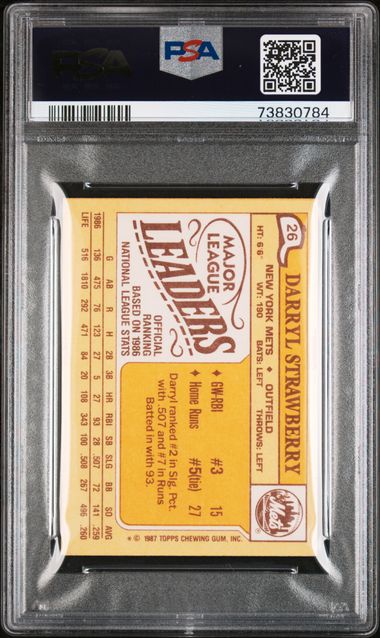 PSA
PSA
73830784
26
DARRYL STRAWBERRY
NEW YORK METS ♦ OUTFIELD
HT: 6'6" WT: 190 BATS: LEFT THROWS: LEFT
MAJOR LEAGUE
LEADERS
OFFICIAL
RANKING
BASED ON 1986
NATIONAL LEAGUE STATS
Mets
♦ GW-RBI #3 15
♦ Home Runs #5(tie) 27
Darryl ranked #2 in Slg. Pct.
with .507 and #7 in Runs
Batted in with 93.
G AB R H 2B 3B HR RBI SB SLG BB SO AVG
1986 136 475 76 123 27 5 27 93 28 .507 72 141 .259
LIFE 516 1810 292 471 84 20 108 343 100 .508 267 495 .260
* © 1987 TOPPS CHEWING GUM, INC.